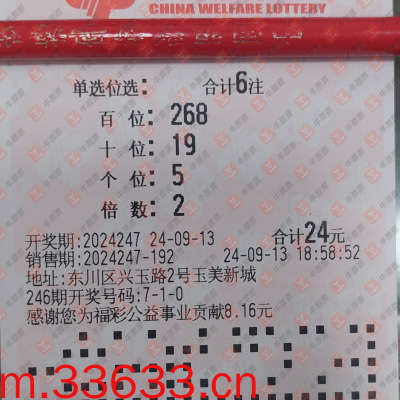 CHINA WELFARE LOTTERY
单选位选: 合计6注
百 位: 268
十 位: 19
个 位: 5
倍 数: 2
开奖期:2024247 24-09-13 合计24元
销售期:2024247-192 24-09-13 18:58:52
地址:东川区兴玉路2号玉美新城
246期开奖号码:7-1-0
感谢您为福彩公益事业贡献8.16元
m.33633.cn